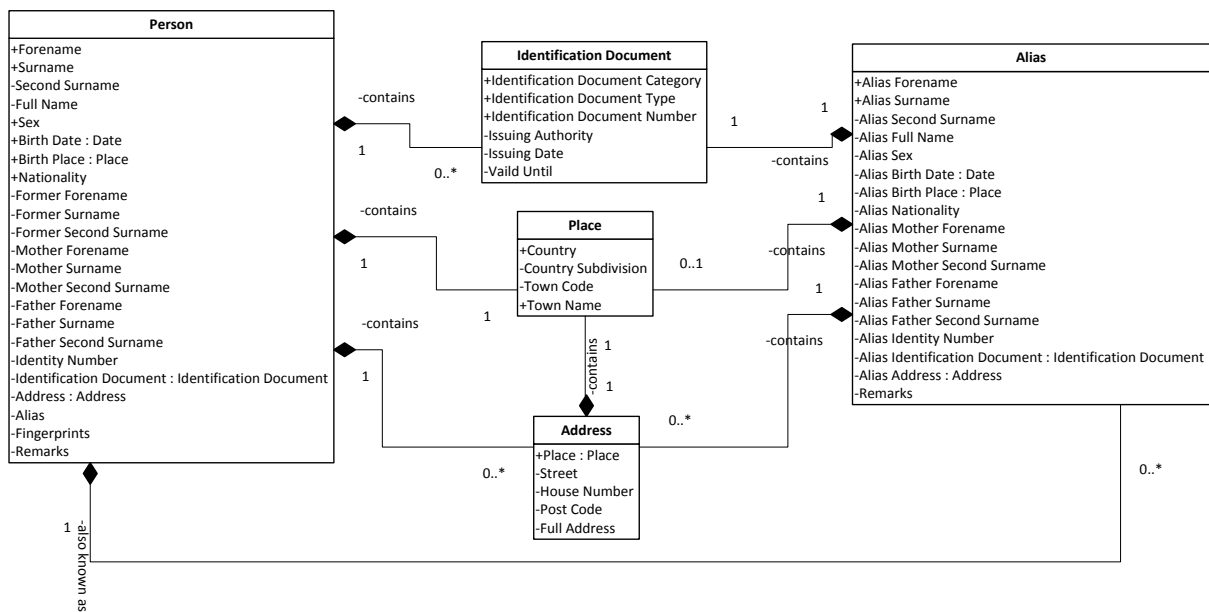 Person
+Forename
+Surname
-Second Surname
-Full Name
+Sex
+Birth Date : Date
+Birth Place : Place
+Nationality
-Former Forename
-Former Surname
-Former Second Surname
-Mother Forename
-Mother Surname
-Mother Second Surname
-Father Forename
-Father Surname
-Father Second Surname
-Identity Number
-Identification Document : Identification Document
-Address : Address
-Alias
-Fingerprints
-Remarks
-contains
1
0..*
-contains
1
1
-contains
1
0..*
1
-also known as
Identification Document
+Identification Document Category
+Identification Document Type
+Identification Document Number
-Issuing Authority
-Issuing Date
-Vaild Until
Place
+Country
-Country Subdivision
-Town Code
+Town Name
1
-contains
1
Address
+Place : Place
-Street
-House Number
-Post Code
-Full Address
1
1
-contains
1
0..1
-contains
1
-contains
0..*
Alias
+Alias Forename
+Alias Surname
-Alias Second Surname
-Alias Full Name
-Alias Sex
-Alias Birth Date : Date
-Alias Birth Place : Place
-Alias Nationality
-Alias Mother Forename
-Alias Mother Surname
-Alias Mother Second Surname
-Alias Father Forename
-Alias Father Surname
-Alias Father Second Surname
-Alias Identity Number
-Alias Identification Document : Identification Document
-Alias Address : Address
-Remarks
0..*